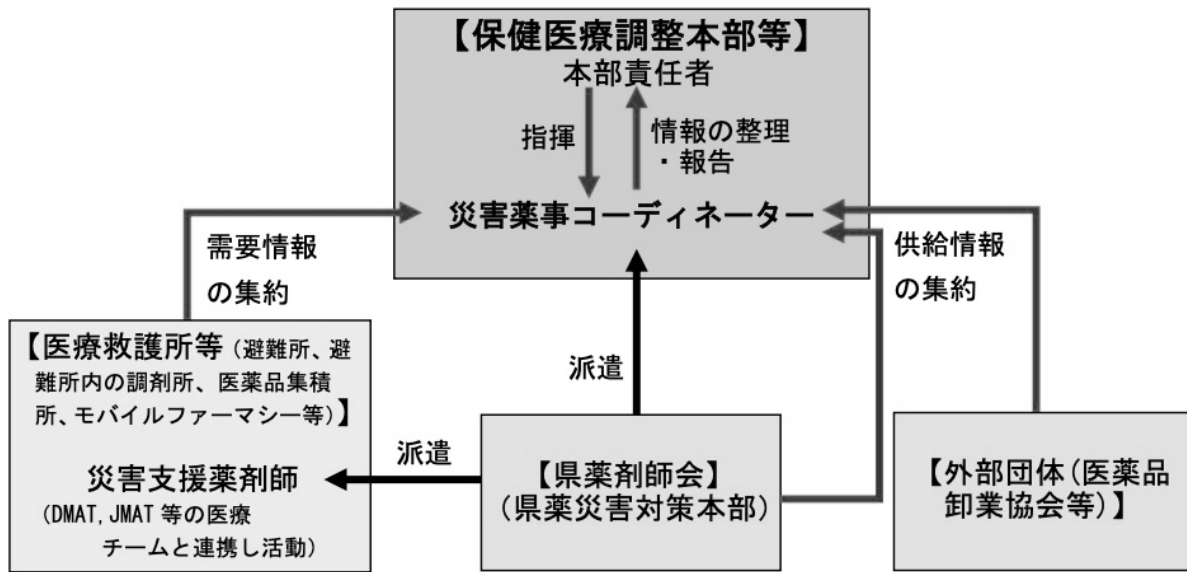 【保健医療調整本部等】
本部責任者
指揮
情報の整理
・報告
災害薬事コーディネーター
需要情報
の集約
供給情報
の集約
【医療救護所等(避難所、避
難所内の調剤所、医薬品集積
所、モバイルファーマシー等)】
災害支援薬剤師
(DMAT, JMAT 等の医療
チームと連携し活動)
派遣
派遣
【県薬剤師会】
(県薬災害対策本部)
【外部団体(医薬品
卸業協会等)】